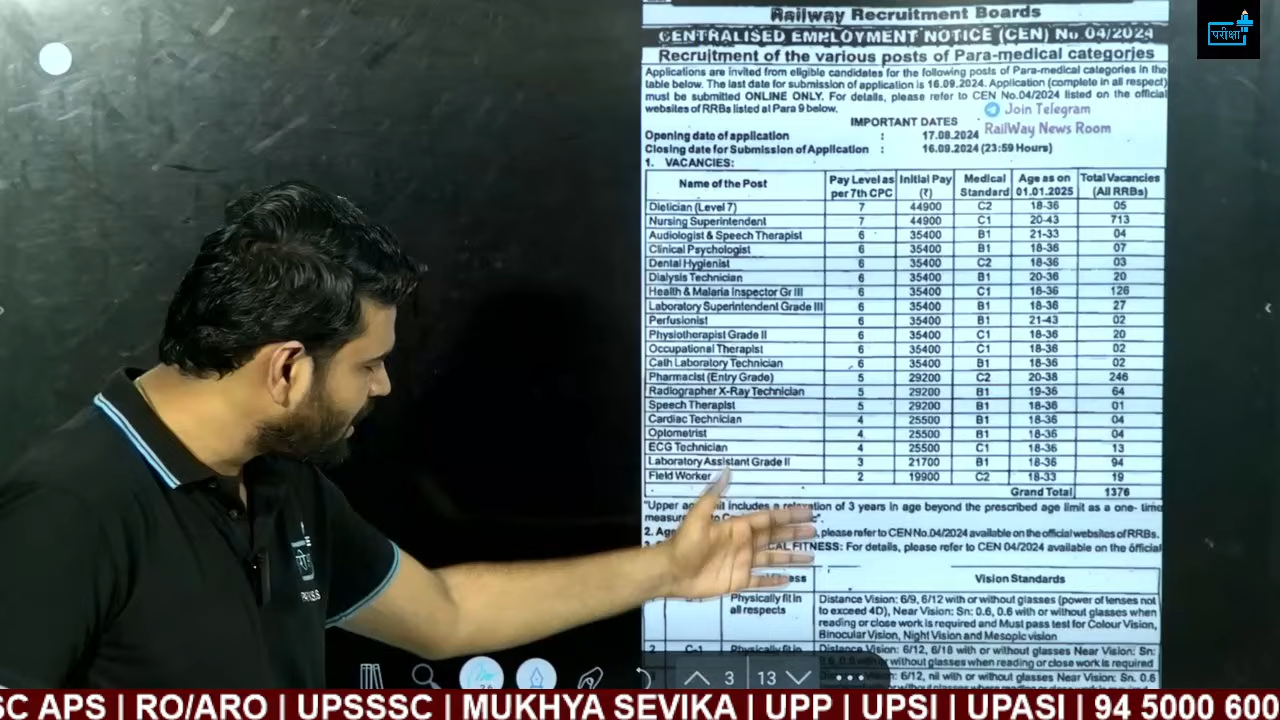 Railway Recruitment Boards
CENTRALISED EMPLOYMENT NOTICE (CEN) No. 04/2024
Recruitment of the various posts of Para-medical categories
Applications are invited from eligible candidates for the following posts of Para-medical categories in the
table below. The last date for submission of application is 16.09.2024. Application (complete in all respect)
must be submitted ONLINE ONLY. For details, please refer to CEN No.04/2024 listed on the official
websites of RRBs listed at Para 9 below.
Join Telegram
RailWay News Room
IMPORTANT DATES
Opening date of application : 17.08.2024
Closing date for Submission of Application : 16.09.2024 (23:59 Hours)
1. VACANCIES:
Name of the Post Pay Level as per 7th CPC Initial Pay (₹) Medical Standard Age as on 01.01.2025 Total Vacancies (All RRBs)
Dietician (Level 7) 7 44900 C2 18-36 05
Nursing Superintendent 7 44900 C1 20-43 713
Audiologist & Speech Therapist 6 35400 B1 21-33 04
Clinical Psychologist 6 35400 B1 18-36 07
Dental Hygienist 6 35400 C2 18-36 03
Dialysis Technician 6 35400 B1 20-36 20
Health & Malaria Inspector Gr III 6 35400 C1 18-36 126
Laboratory Superintendent Grade III 6 35400 B1 18-36 27
Perfusionist 6 35400 B1 21-43 02
Physiotherapist Grade II 6 35400 C1 18-36 20
Occupational Therapist 6 35400 C1 18-36 02
Cath Laboratory Technician 6 35400 B1 18-36 02
Pharmacist (Entry Grade) 5 29200 C2 20-38 246
Radiographer X-Ray Technician 5 29200 B1 19-36 64
Speech Therapist 5 29200 B1 18-36 01
Cardiac Technician 4 25500 B1 18-36 04
Optometrist 4 25500 B1 18-36 04
ECG Technician 4 25500 C1 18-36 13
Laboratory Assistant Grade II 3 21700 B1 18-36 94
Field Worker 2 19900 C2 18-33 19
Grand Total 1376
"Upper includes a relaxation of 3 years in age beyond the prescribed age limit as a one- time
measure
2. please refer to CEN No.04/2024 available on the official websites of RRBs.
FITNESS: For details, please refer to CEN 04/2024 available on the official
Vision Standards
Physically fit in all respects
Distance Vision: 6/9, 6/12 with or without glasses (power of lenses not
to exceed 4D), Near Vision: Sn: 0.6, 0.6 with or without glasses when
reading or close work is required and Must pass test for Colour Vision,
Binocular Vision, Night Vision and Mesopic vision
2 C-1 Physically fit in
Distance Vision: 6/12, 6/18 with or without glasses Near Vision: Sn:
or without glasses when reading or close work is required
6/12, nil with or without glasses Near Vision: Sn. 0.6
3 13
परीक्षा
SC APS | RO/ARO | UPSSSC | MUKHYA SEVIKA | UPP | UPSI | UPASI | 94 5000 600